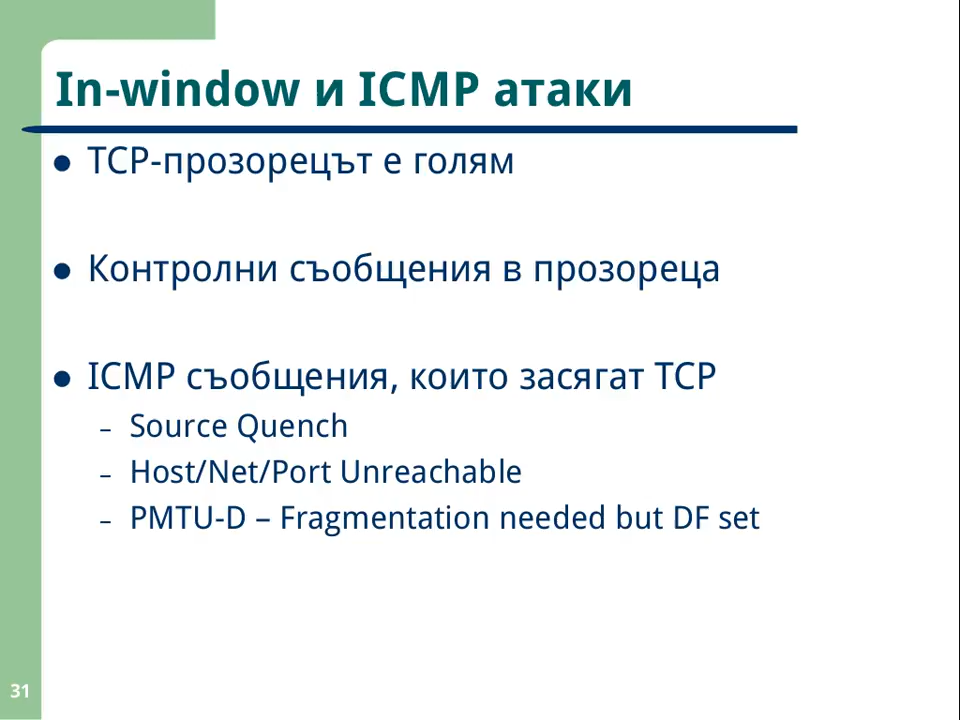 In-window и ICMP атаки
TCP-прозорецът е голям
Контролни съобщения в прозореца
ICMP съобщения, които засягат TCP
– Source Quench
– Host/Net/Port Unreachable
– PMTU-D – Fragmentation needed but DF set
31